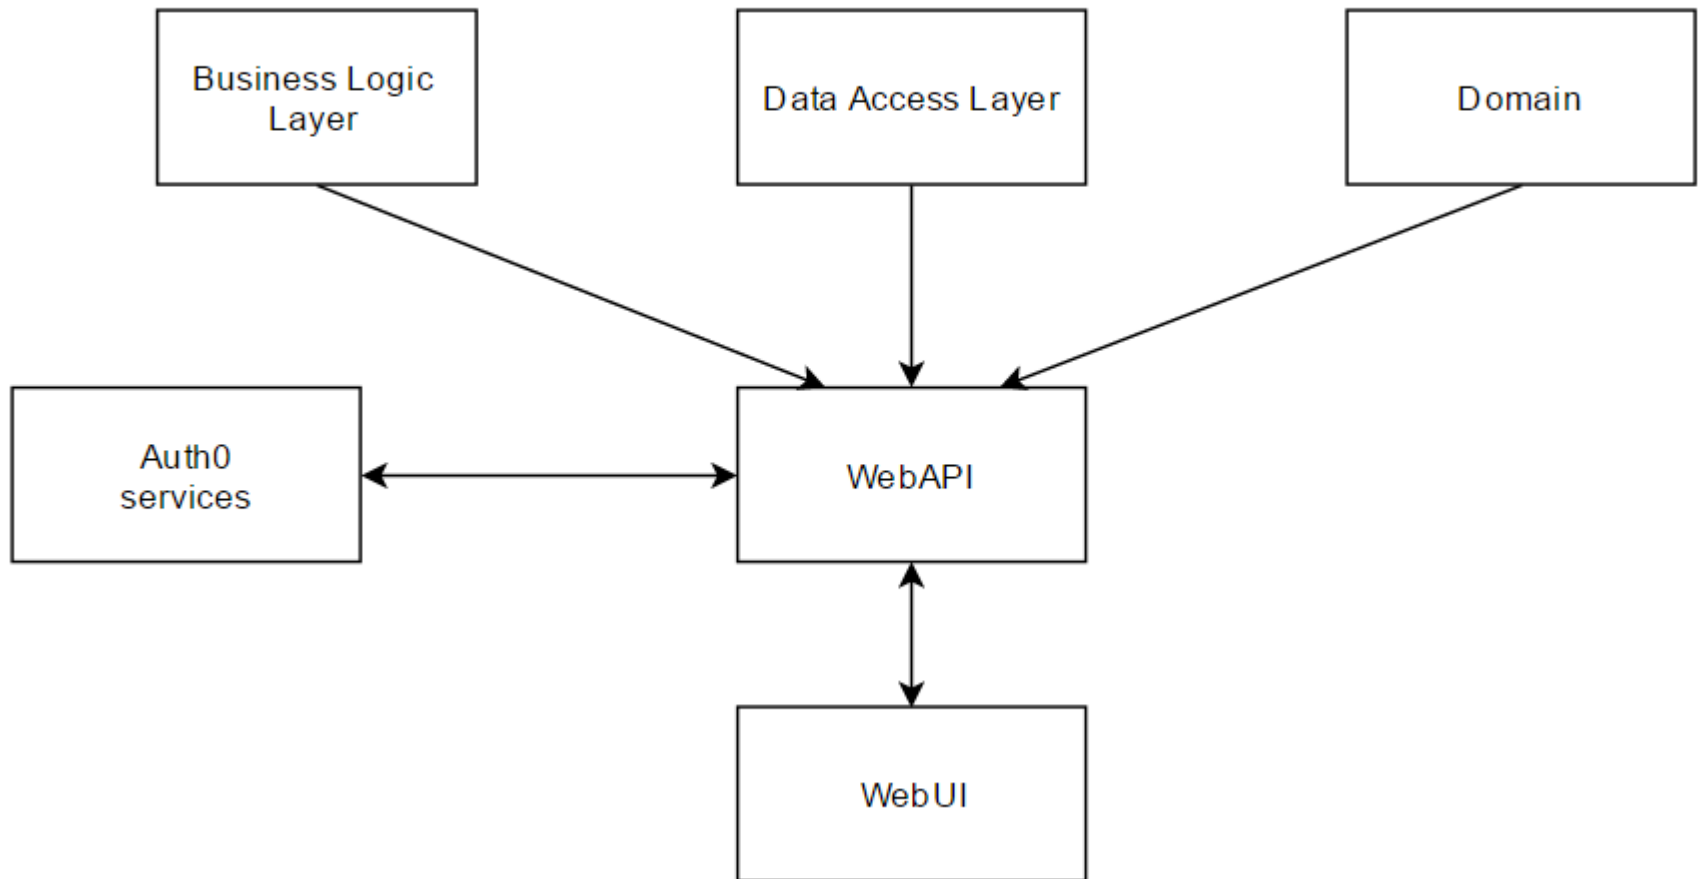 Business Logic
Layer
Data Access Layer
Domain
Auth0
services
WebAPI
WebUI